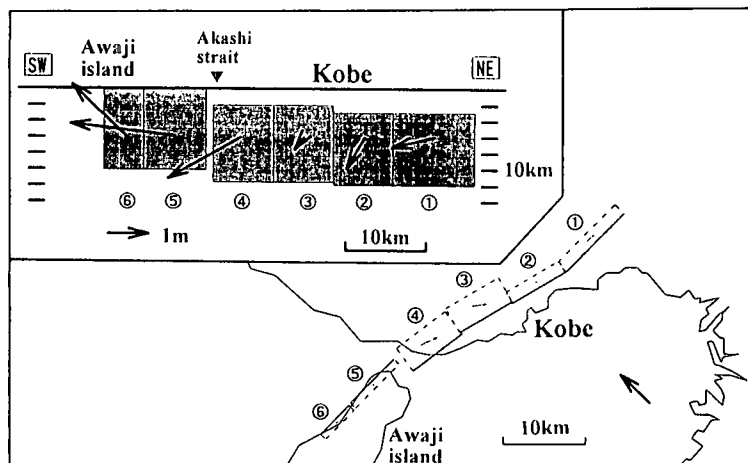 SW
Awaji
island
Akashi
strait
Kobe
NE
10km
⑥ ⑤ ④ ③ ② ①
1m
10km
①
②
③
④
Kobe
⑤
⑥
Awaji
island
10km